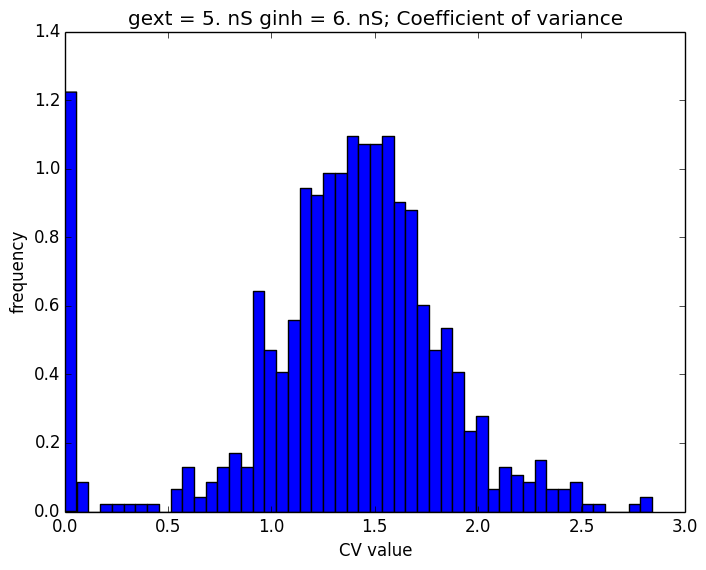 gext = 5. nS ginh = 6. nS; Coefficient of variance
1.4
1.2
1.0
0.8
0.6
0.4
0.2
0.0
frequency
0.0 0.5 1.0 1.5 2.0 2.5 3.0
CV value